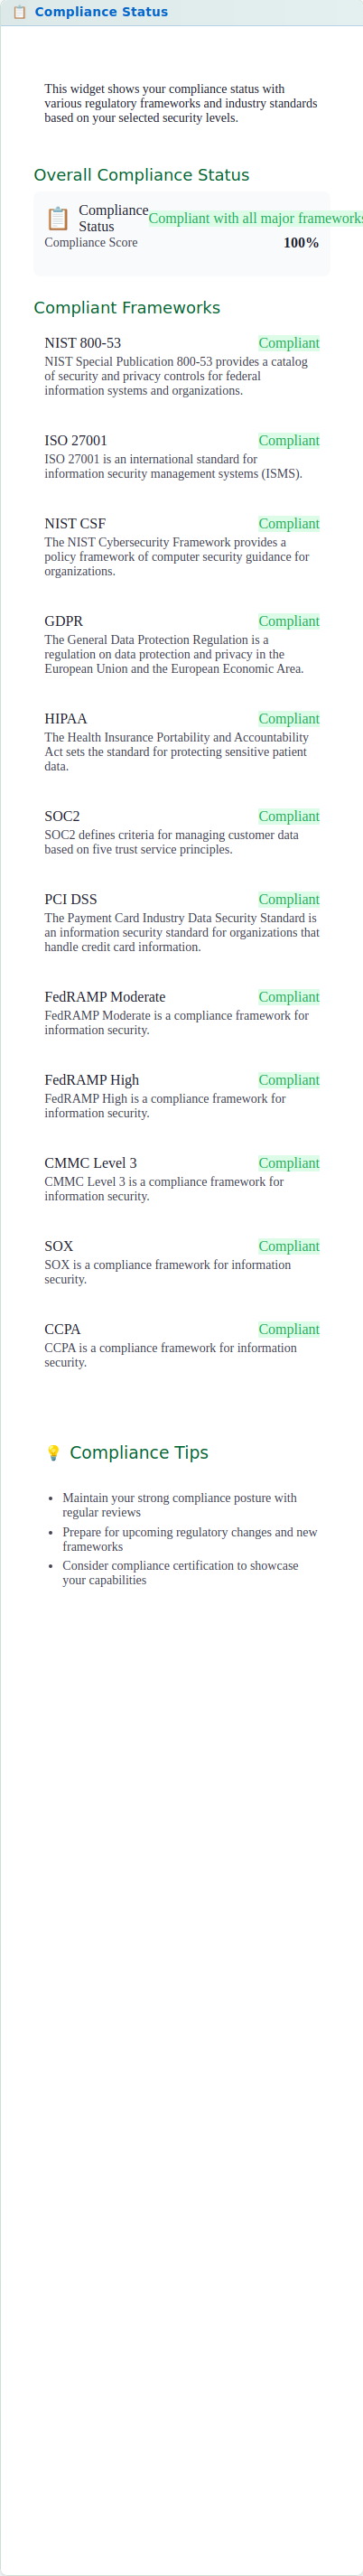 Compliance Status
This widget shows your compliance status with
various regulatory frameworks and industry standards
based on your selected security levels.
Overall Compliance Status
Compliance
Status
Compliant with all major frameworks
Compliance Score
100%
Compliant Frameworks
NIST 800-53 Compliant
NIST Special Publication 800-53 provides a catalog
of security and privacy controls for federal
information systems and organizations.
ISO 27001 Compliant
ISO 27001 is an international standard for
information security management systems (ISMS).
NIST CSF Compliant
The NIST Cybersecurity Framework provides a
policy framework of computer security guidance for
organizations.
GDPR Compliant
The General Data Protection Regulation is a
regulation on data protection and privacy in the
European Union and the European Economic Area.
HIPAA Compliant
The Health Insurance Portability and Accountability
Act sets the standard for protecting sensitive patient
data.
SOC2 Compliant
SOC2 defines criteria for managing customer data
based on five trust service principles.
PCI DSS Compliant
The Payment Card Industry Data Security Standard is
an information security standard for organizations that
handle credit card information.
FedRAMP Moderate Compliant
FedRAMP Moderate is a compliance framework for
information security.
FedRAMP High Compliant
FedRAMP High is a compliance framework for
information security.
CMMC Level 3 Compliant
CMMC Level 3 is a compliance framework for
information security.
SOX Compliant
SOX is a compliance framework for information
security.
CCPA Compliant
CCPA is a compliance framework for information
security.
Compliance Tips
• Maintain your strong compliance posture with
regular reviews
• Prepare for upcoming regulatory changes and new
frameworks
• Consider compliance certification to showcase
your capabilities